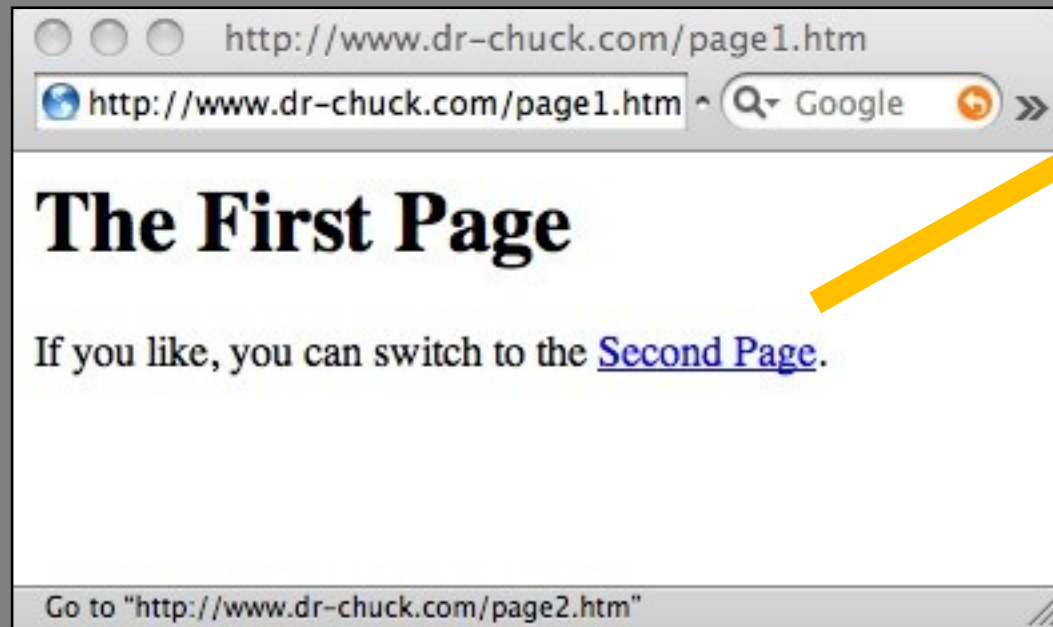 http://www.dr-chuck.com/page1.htm
http://www.dr-chuck.com/page1.htm Google
The First Page
If you like, you can switch to the Second Page.
Go to “http://www.dr-chuck.com/page2.htm”